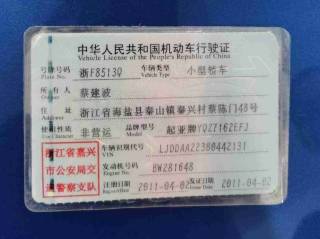 中华人民共和国机动车行驶证
Vehicle License of the People's Republic of China
号牌号码 浙F8513Q 车辆类型 小型轿车
Plate No. Vehicle Type
所有人 蔡建波
Owner
住址 浙江省海盐县秦山镇秦兴村蔡陈门48号
Address
非营运 品牌型号 起亚牌YQZ7162EFJ
Model
浙江省嘉兴 车辆识别代号 LJDDAA22380442131
VIN
市公安局交 发动机号码 8W281648
Engine No.
通警察支队 注册日期 2011-04-02 发证日期 2011-04-02
Register Date Issue Date